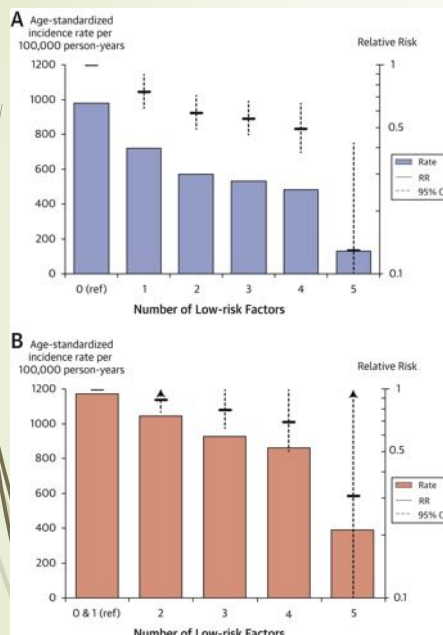 A
Age-standardized
incidence rate per
100,000 person-years
Relative Risk
1200
1000
800
600
400
200
0
1
0.5
0.1
Rate
RR
95% C
0 (ref) 1 2 3 4 5
Number of Low-risk Factors
B
Age-standardized
incidence rate per
100,000 person-years
Relative Risk
1200
1000
800
600
400
200
0
1
0.5
0.1
Rate
RR
95% C
0 & 1 (ref) 2 3 4 5
Number of Low-risk Factors